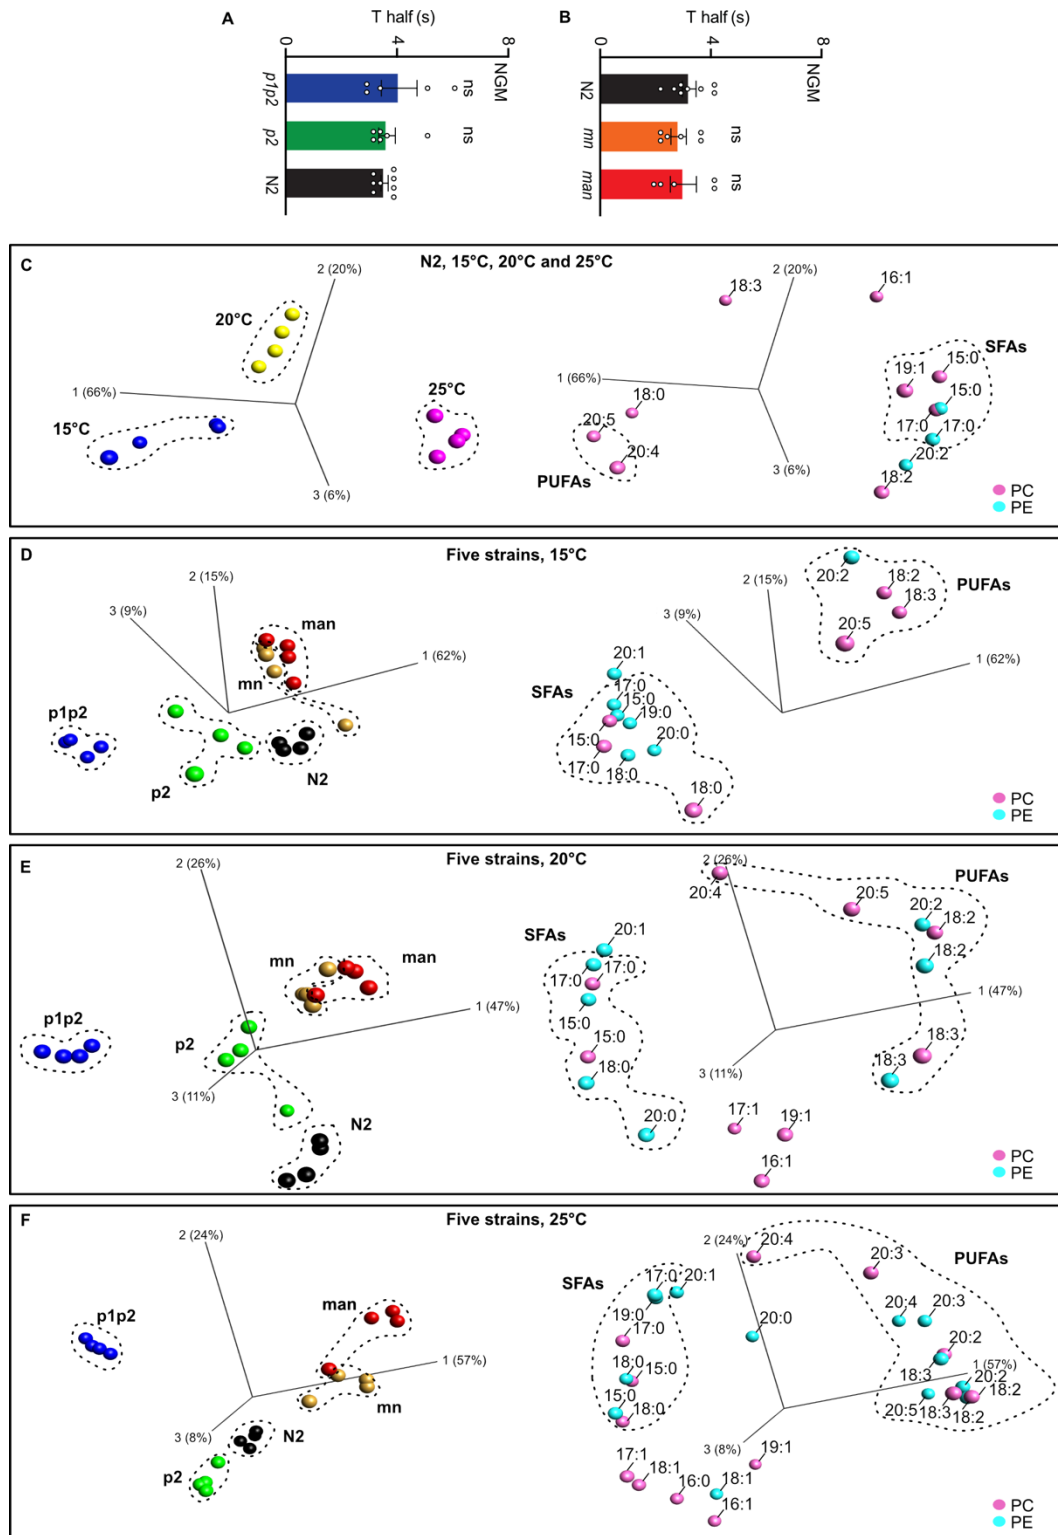 A
T half (s)
0
4
8
NGM
p1p2
ns
p2
ns
N2
B
T half (s)
0
4
8
NGM
N2
mn
ns
man
ns
C
N2, 15°C, 20°C and 25°C
2 (20%)
20°C
1 (66%)
25°C
15°C
3 (6%)
2 (20%)
18:3
16:1
SFAs
1 (66%)
19:1
15:0
18:0
15:0
20:5
17:0
17:0
20:4
20:2
PUFAs
3 (6%)
18:2
PC
PE
D
Five strains, 15°C
2 (15%)
3 (9%)
man
1 (62%)
mn
p1p2
p2
N2
2 (15%)
20:2
18:2
PUFAs
18:3
3 (9%)
20:5
20:1
1 (62%)
17:0
SFAs
15:0
19:0
15:0
20:0
17:0
18:0
18:0
PC
PE
E
Five strains, 20°C
2 (26%)
mn
man
1 (47%)
p1p2
p2
3 (11%)
N2
2 (26%)
PUFAs
20:4
20:5
20:2
18:2
SFAs
20:1
18:2
17:0
17:0
1 (47%)
15:0
15:0
18:3
18:0
18:3
3 (11%)
20:0
17:1
19:1
16:1
PC
PE
F
Five strains, 25°C
2 (24%)
p1p2
man
1 (57%)
mn
3 (8%)
N2
p2
2 (24%)
20:4
20:3
PUFAs
SFAs
17:0
20:1
19:0
20:0
20:4
20:3
17:0
20:2
18:0
15:0
18:3
1 (57%)
20:2
15:0
18:0
20:5
18:3
18:2
18:2
3 (8%)
19:1
17:1
18:1
16:0
18:1
16:1
PC
PE